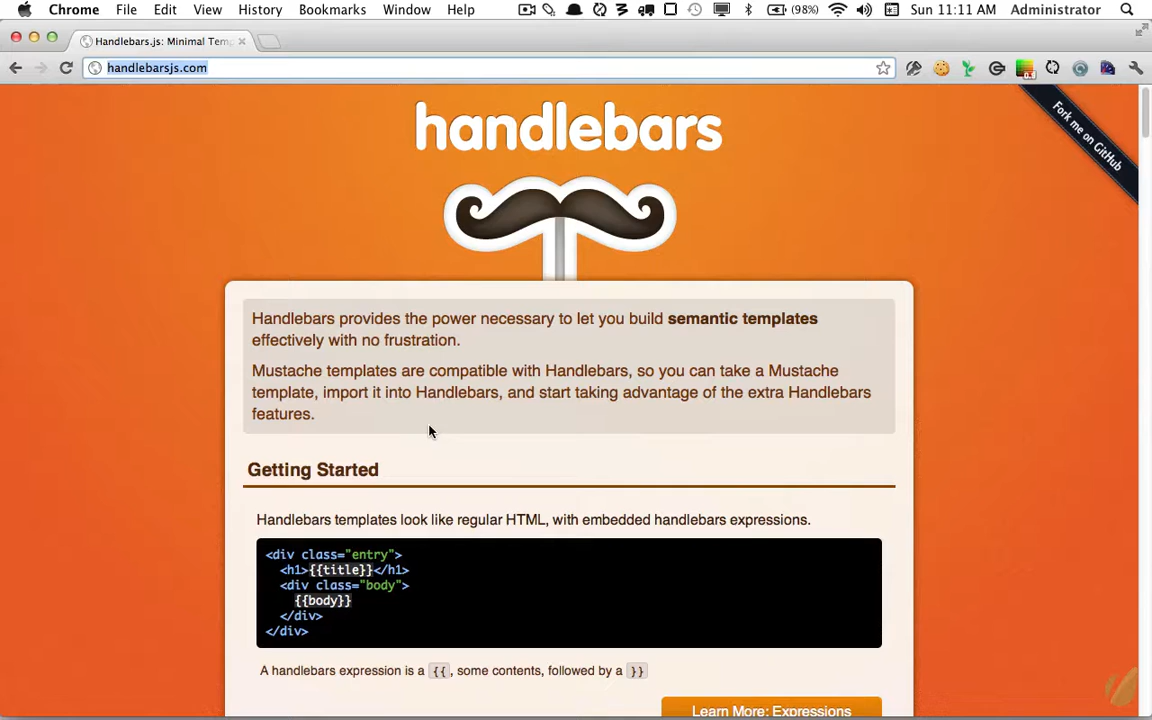 Chrome File Edit View History Bookmarks Window Help (98%) Sun 11:11 AM Administrator
Handlebars.js: Minimal Temp
handlebarsjs.com
Fork me on GitHub
handlebars
Handlebars provides the power necessary to let you build semantic templates
effectively with no frustration.
Mustache templates are compatible with Handlebars, so you can take a Mustache
template, import it into Handlebars, and start taking advantage of the extra Handlebars
features.
Getting Started
Handlebars templates look like regular HTML, with embedded handlebars expressions.
<div class="entry">
<h1>{{title}}</h1>
<div class="body">
{{body}}
</div>
</div>
A handlebars expression is a {{, some contents, followed by a }}
Learn More: Expressions